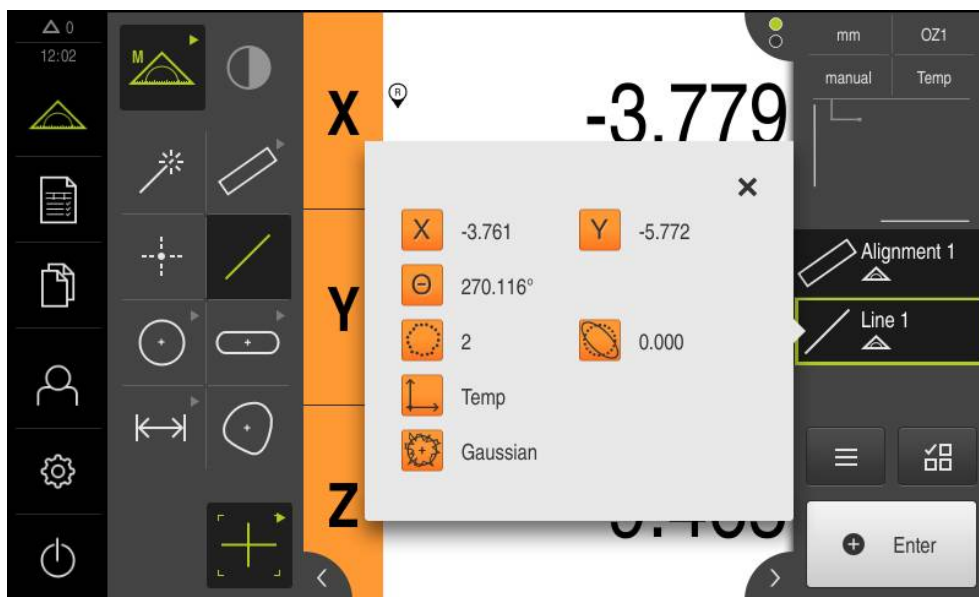 0
12:02
M
X
R
-3.779
mm
OZ1
manual
Temp
X -3.761 Y -5.772
Θ 270.116°
2 0.000
Temp
Gaussian
Y
Z
Alignment 1
Line 1
Enter